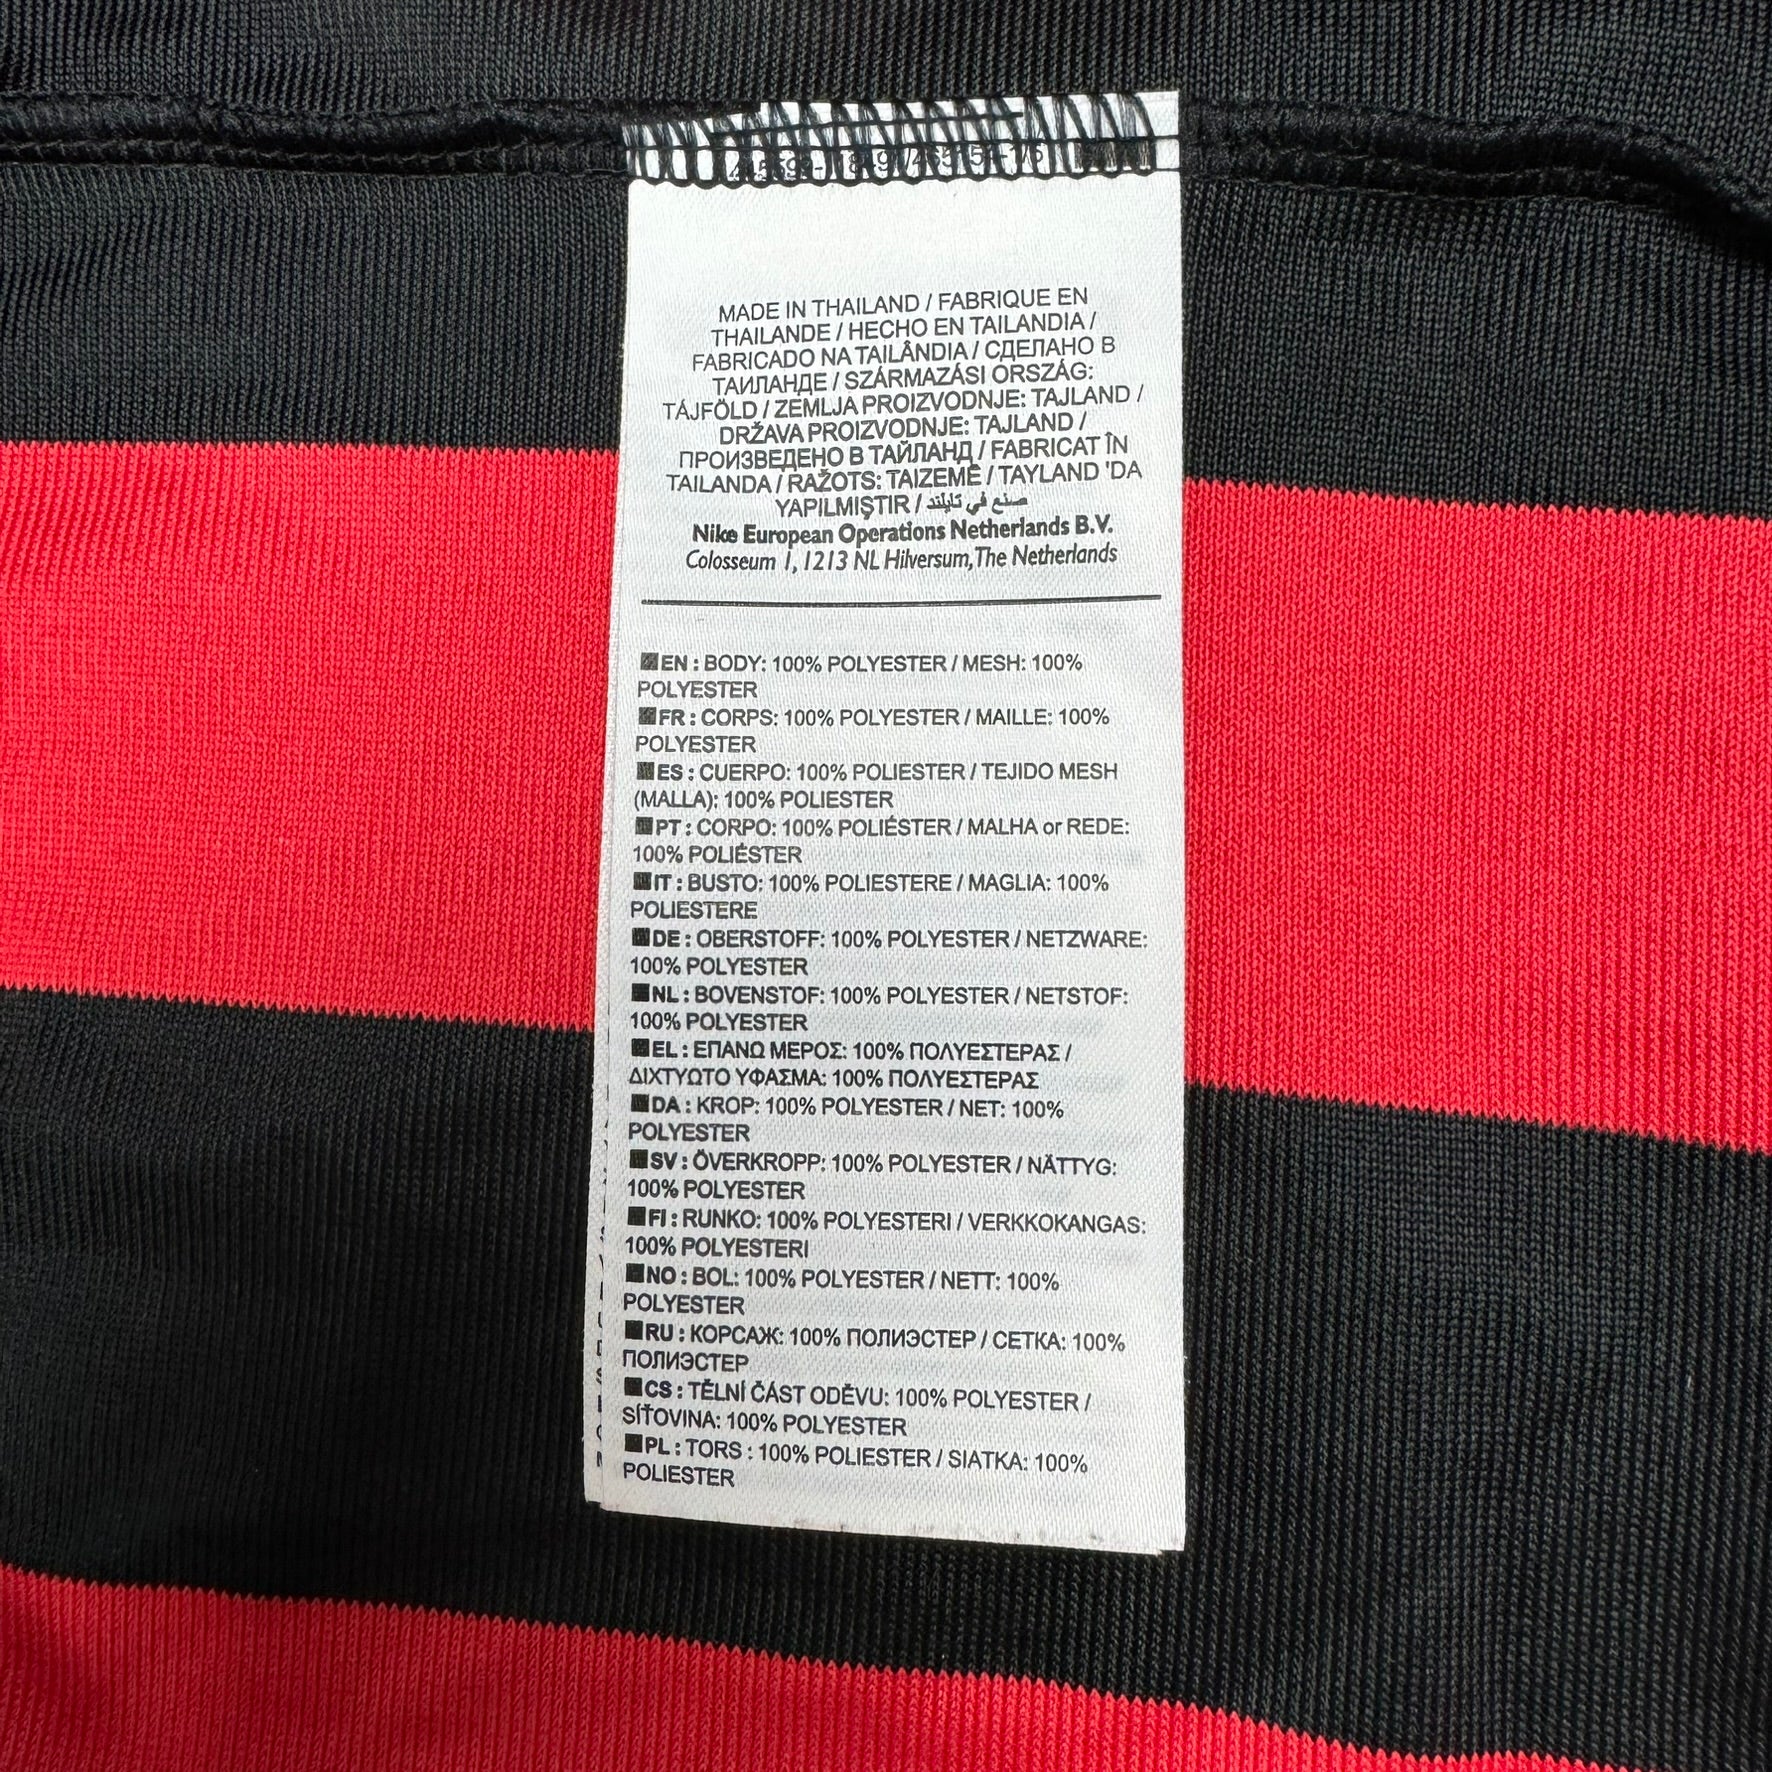 MADE IN THAILAND / FABRIQUE EN
THAILANDE / HECHO EN TAILANDIA /
FABRICADO NA TAILÂNDIA / СДЕЛАНО В
ТАИЛАНДЕ / SZÁRMAZÁSI ORSZÁG:
TÁJFÖLD / ZEMLJA PROIZVODNJE: TAJLAND /
DRŽAVA PROIZVODNJE: TAJLAND /
ПРОИЗВЕДЕНО В ТАЙЛАНД / FABRICAT ÎN
TAILANDA / RAŽOTS: TAIZEMĒ / TAYLAND 'DA
YAPILMIŞTIR / صنع في تايلند
Nike European Operations Netherlands B.V.
Colosseum 1, 1213 NL Hilversum, The Netherlands
EN : BODY: 100% POLYESTER / MESH: 100%
POLYESTER
FR : CORPS: 100% POLYESTER / MAILLE: 100%
POLYESTER
ES : CUERPO: 100% POLIESTER / TEJIDO MESH
(MALLA): 100% POLIESTER
PT : CORPO: 100% POLIÉSTER / MALHA or REDE:
100% POLIÉSTER
IT : BUSTO: 100% POLIESTERE / MAGLIA: 100%
POLIESTERE
DE : OBERSTOFF: 100% POLYESTER / NETZWARE:
100% POLYESTER
NL : BOVENSTOF: 100% POLYESTER / NETSTOF:
100% POLYESTER
EL : ΕΠΑΝΩ ΜΕΡΟΣ: 100% ΠΟΛΥΕΣΤΕΡΑΣ /
ΔΙΧΤΥΩΤΟ ΥΦΑΣΜΑ: 100% ΠΟΛΥΕΣΤΕΡΑΣ
DA : KROP: 100% POLYESTER / NET: 100%
POLYESTER
SV : ÖVERKROPP: 100% POLYESTER / NÄTTYG:
100% POLYESTER
FI : RUNKO: 100% POLYESTERI / VERKKOKANGAS:
100% POLYESTERI
NO : BOL: 100% POLYESTER / NETT: 100%
POLYESTER
RU : КОРСАЖ: 100% ПОЛИЭСТЕР / СЕТКА: 100%
ПОЛИЭСТЕР
CS : TĚLNÍ ČÁST ODĚVU: 100% POLYESTER /
SÍŤOVINA: 100% POLYESTER
PL : TORS : 100% POLIESTER / SIATKA: 100%
POLIESTER